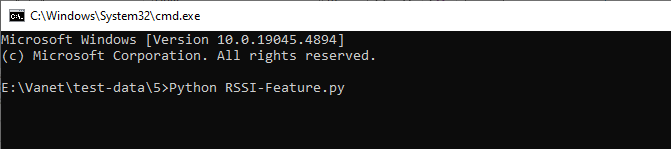 C:\Windows\System32\cmd.exe
Microsoft Windows [Version 10.0.19045.4894]
(c) Microsoft Corporation. All rights reserved.
E:\Vanet\test-data\5>Python RSSI-Feature.py